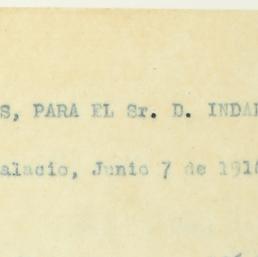 S, PARA EL Sr. D. INDA
alacio, Junio 7 de 191